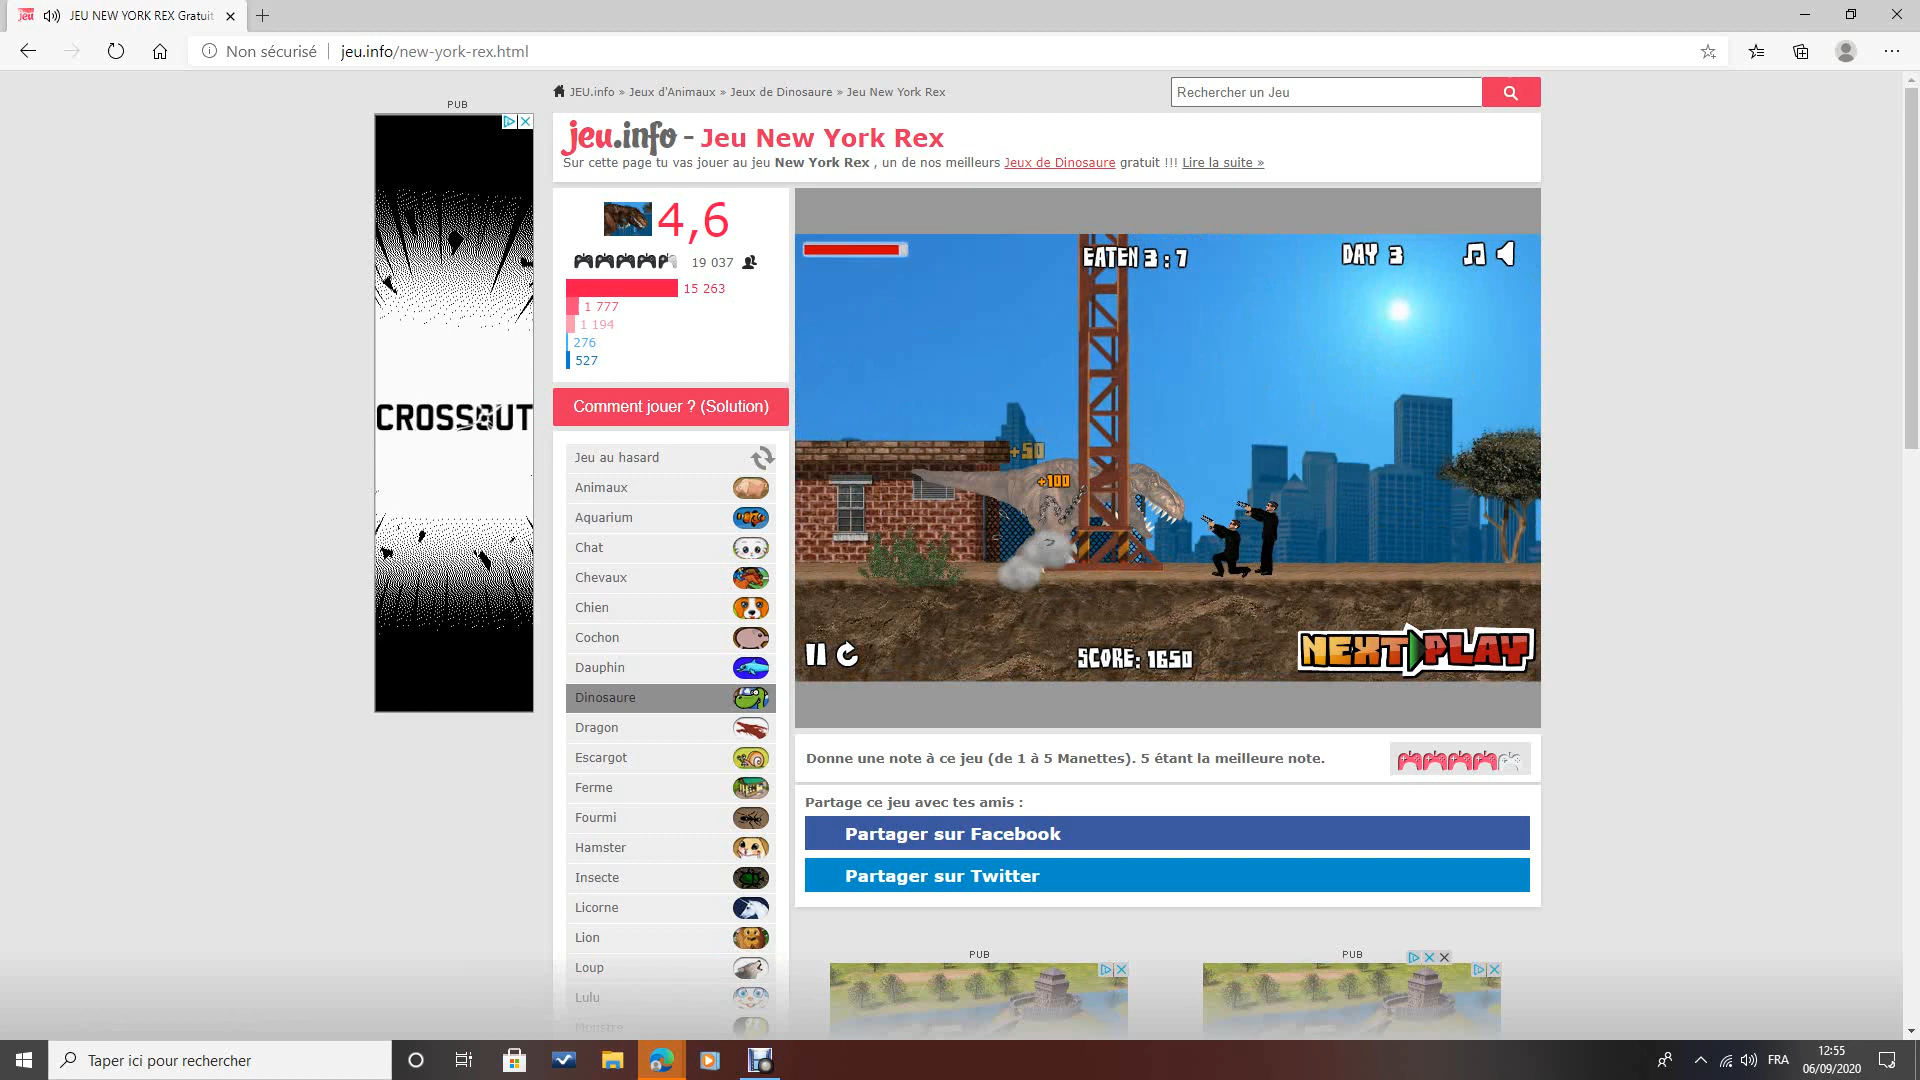 JEU NEW YORK REX Gratuit
Non sécurisé
jeu.info/new-york-rex.html
PUB
CROSSOUT
JEU.info » Jeux d'Animaux » Jeux de Dinosaure » Jeu New York Rex
Rechercher un Jeu
jeu.info - Jeu New York Rex
Sur cette page tu vas jouer au jeu New York Rex , un de nos meilleurs Jeux de Dinosaure gratuit !!! Lire la suite »
4,6
19 037
15 263
1 777
1 194
276
527
Comment jouer ? (Solution)
Jeu au hasard
Animaux
Aquarium
Chat
Chevaux
Chien
Cochon
Dauphin
Dinosaure
Dragon
Escargot
Ferme
Fourmi
Hamster
Insecte
Licorne
Lion
Loup
Lulu
Monstre
EATEN 3 : 7
DAY 3
+50
+100
SCORE: 1650
NEXT PLAY
Donne une note à ce jeu (de 1 à 5 Manettes). 5 étant la meilleure note.
Partage ce jeu avec tes amis :
Partager sur Facebook
Partager sur Twitter
PUB
PUB
Taper ici pour rechercher
FRA
12:55
06/09/2020